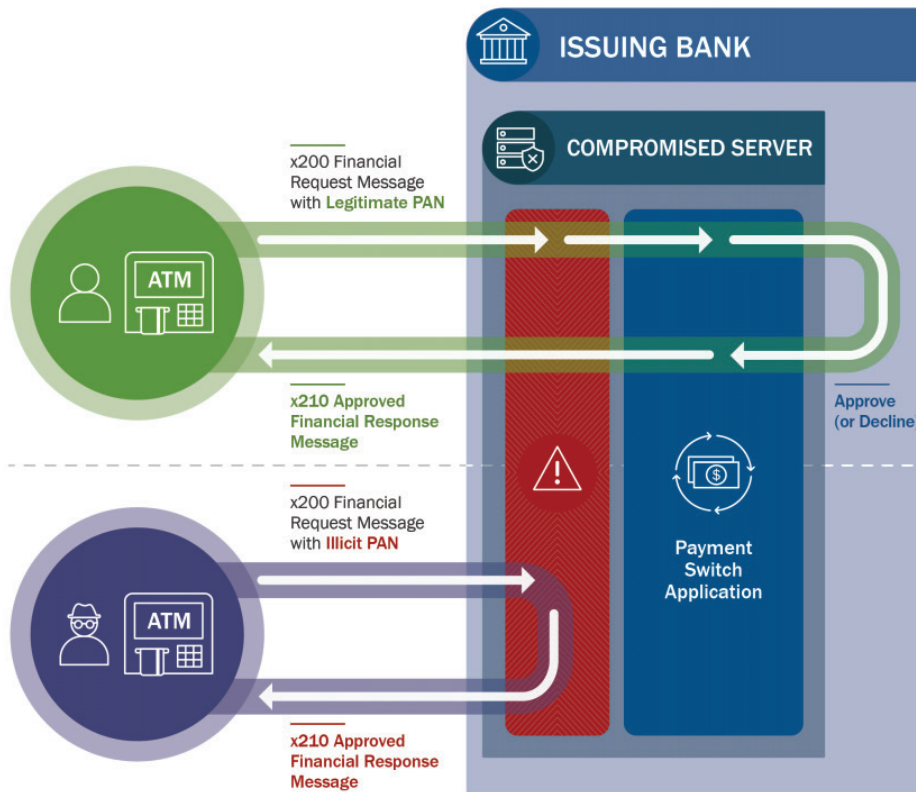 ISSUING BANK
COMPROMISED SERVER
x200 Financial
Request Message
with Legitimate PAN
ATM
x210 Approved
Financial Response
Message
Approve
(or Decline
x200 Financial
Request Message
with Illicit PAN
Payment
Switch
Application
ATM
x210 Approved
Financial Response
Message